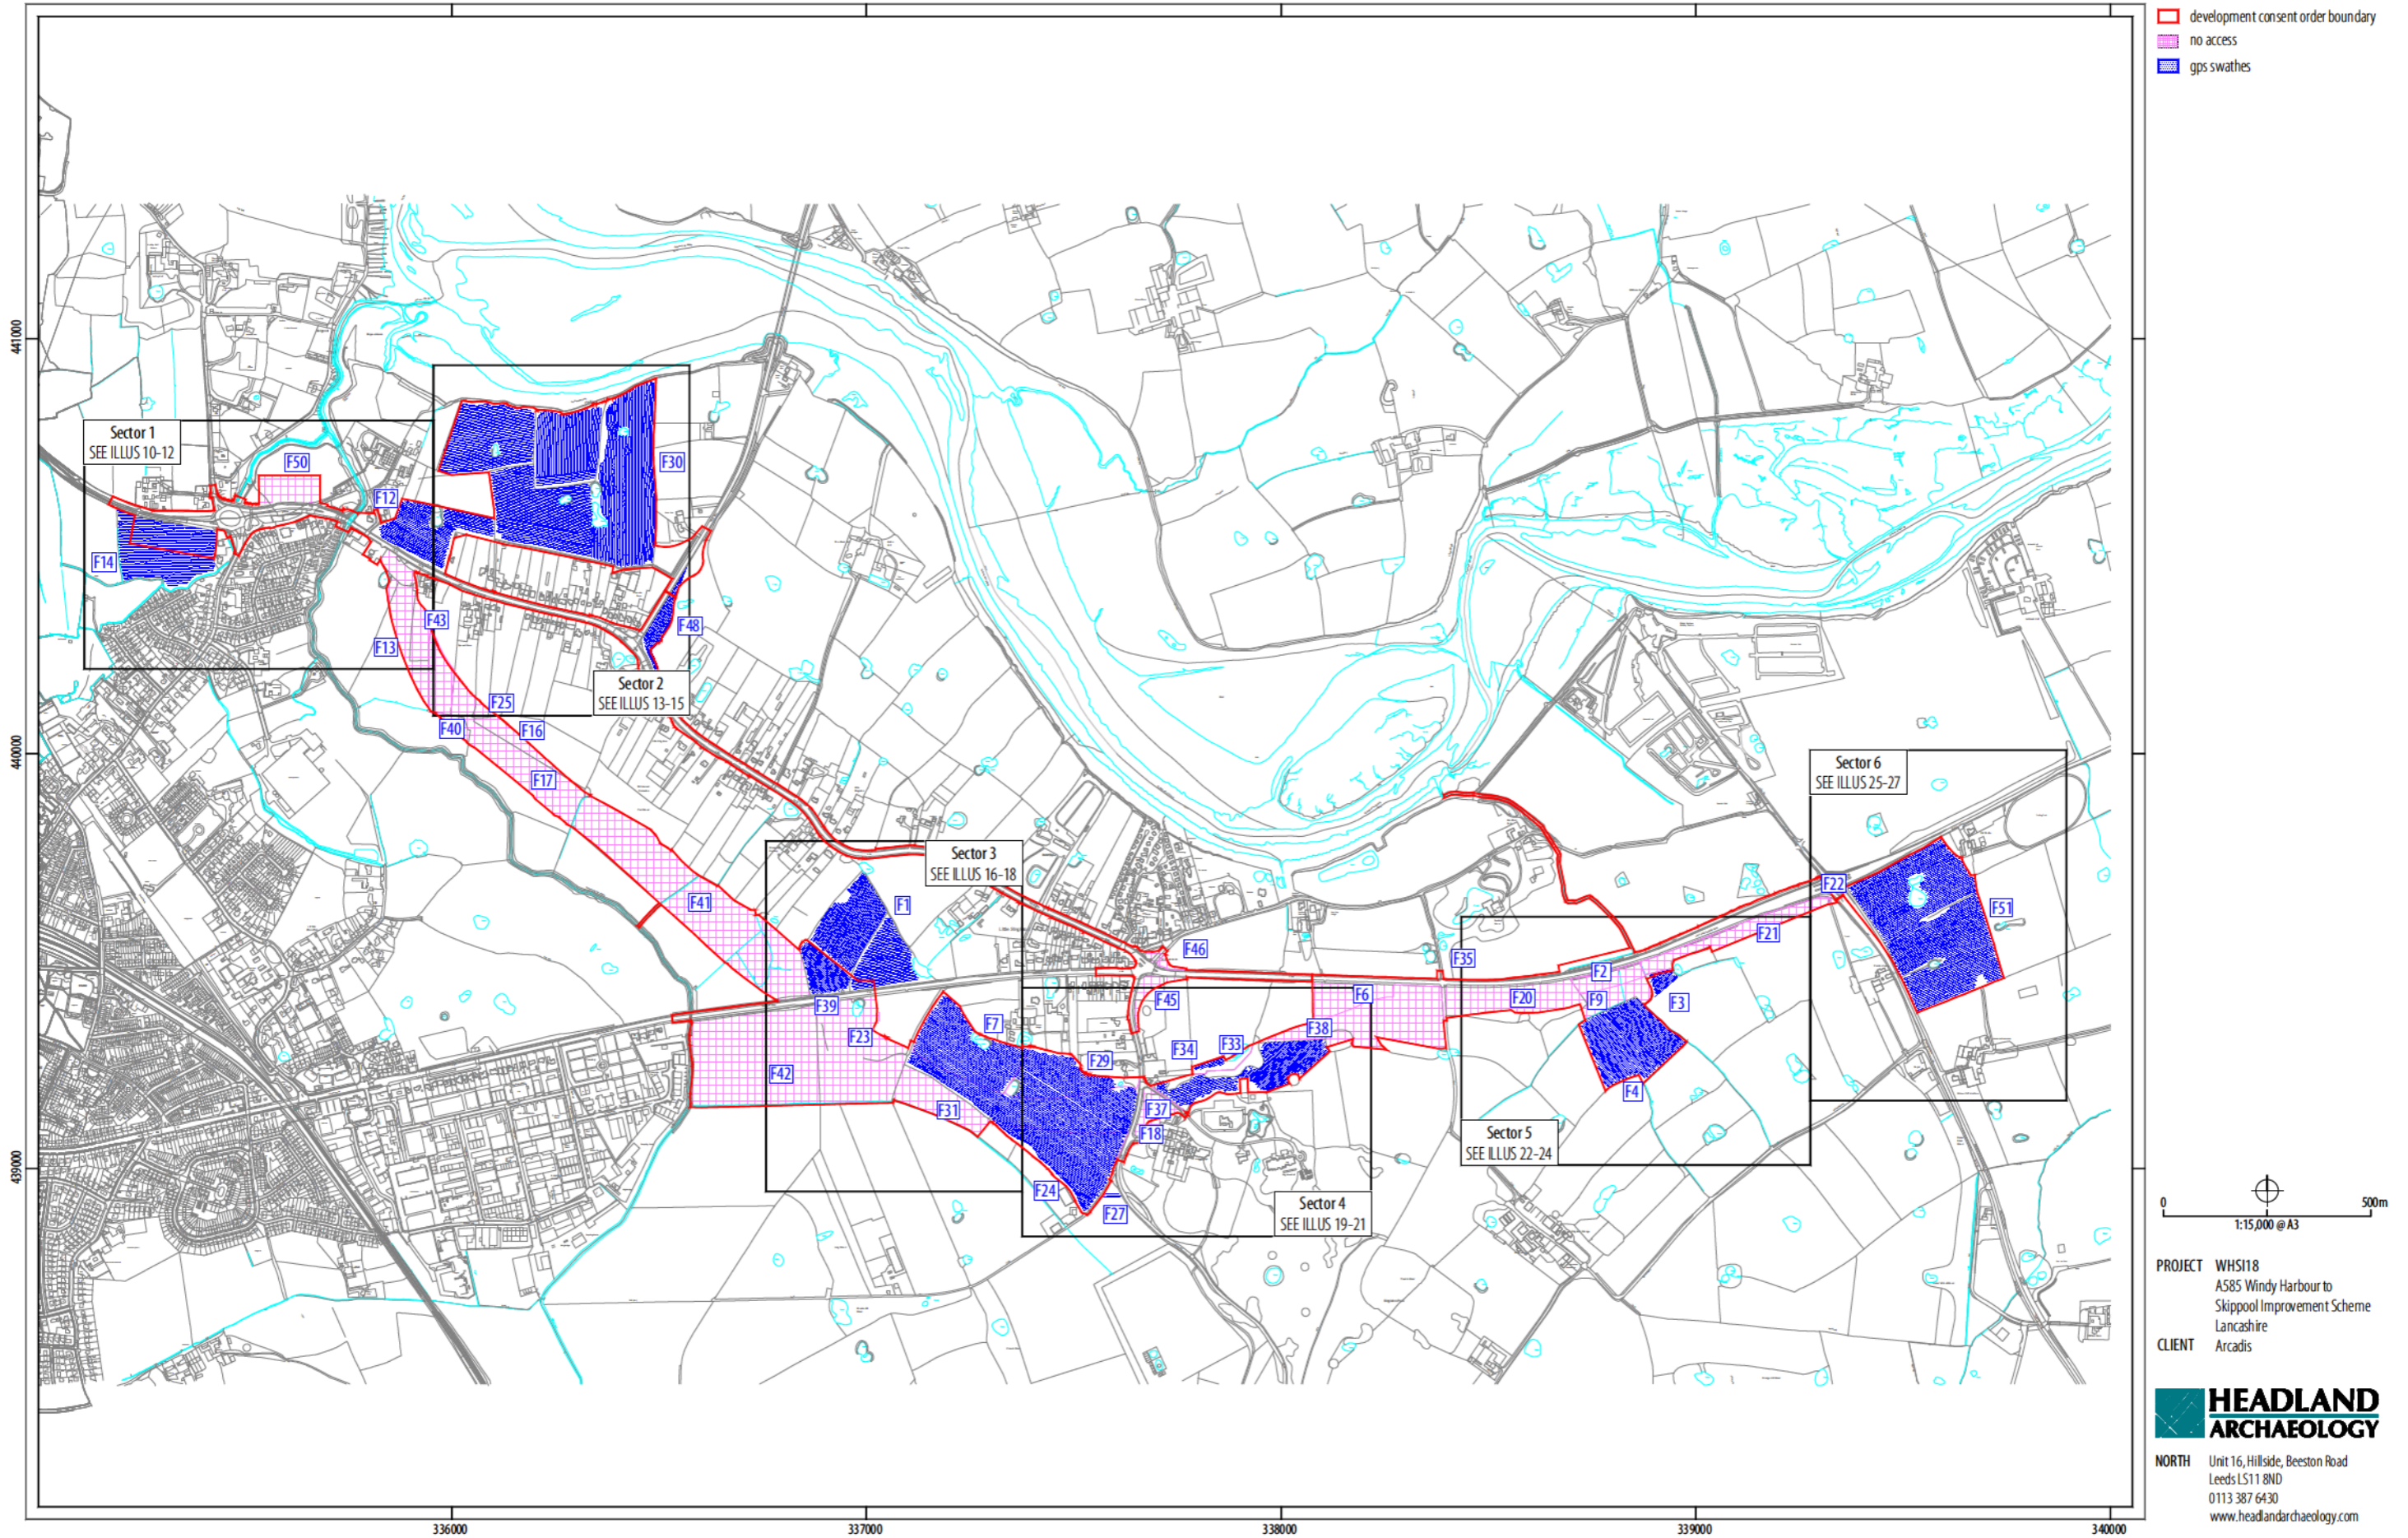 development consent order boundary
no access
gps swathes
441000
440000
439000
336000
337000
338000
339000
340000
Sector 1
SEE ILLUS 10-12
F50
F12
F14
F30
F43
F13
F48
Sector 2
SEE ILLUS 13-15
F25
F40
F16
F17
Sector 3
SEE ILLUS 16-18
F41
F1
F39
F23
F42
F31
F7
F29
F46
F45
F34
F33
F38
F6
F37
F18
F24
F27
Sector 4
SEE ILLUS 19-21
F35
F2
F20
F9
F3
F4
F21
F22
Sector 5
SEE ILLUS 22-24
Sector 6
SEE ILLUS 25-27
F51
0 500m
1:15,000 @ A3
PROJECT WHSI18
A585 Windy Harbour to
Skippool Improvement Scheme
Lancashire
CLIENT Arcadis
HEADLAND
ARCHAEOLOGY
NORTH Unit 16, Hillside, Beeston Road
Leeds LS11 8ND
0113 387 6430
www.headlandarchaeology.com